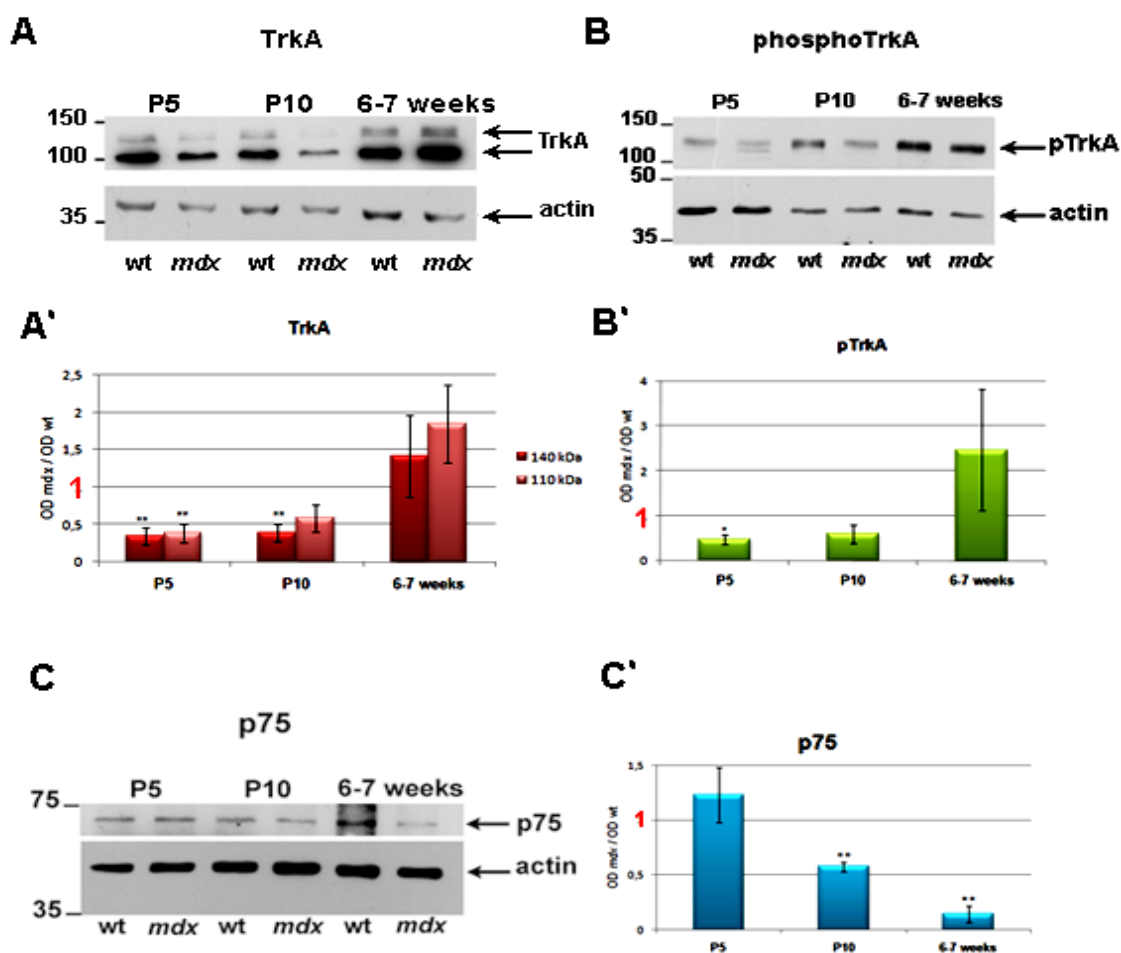 A
TrkA
P5 P10 6-7 weeks
150
100
TrkA
35
actin
wt mdx wt mdx wt mdx
B
phosphoTrkA
P5 P10 6-7 weeks
150
100
pTrkA
50
35
actin
wt mdx wt mdx wt mdx
A'
TrkA
OD mdx / OD wt
2,5
2
1,5
1
0,5
0
** ** **
P5 P10 6-7 weeks
140 kDa
110 kDa
B'
pTrkA
OD mdx / OD wt
4
3
2
1
0
*
P5 P10 6-7 weeks
C
p75
P5 P10 6-7 weeks
75
p75
actin
35
wt mdx wt mdx wt mdx
C'
p75
OD mdx / OD wt
1,5
1
0,5
0
** **
P5 P10 6-7 weeks